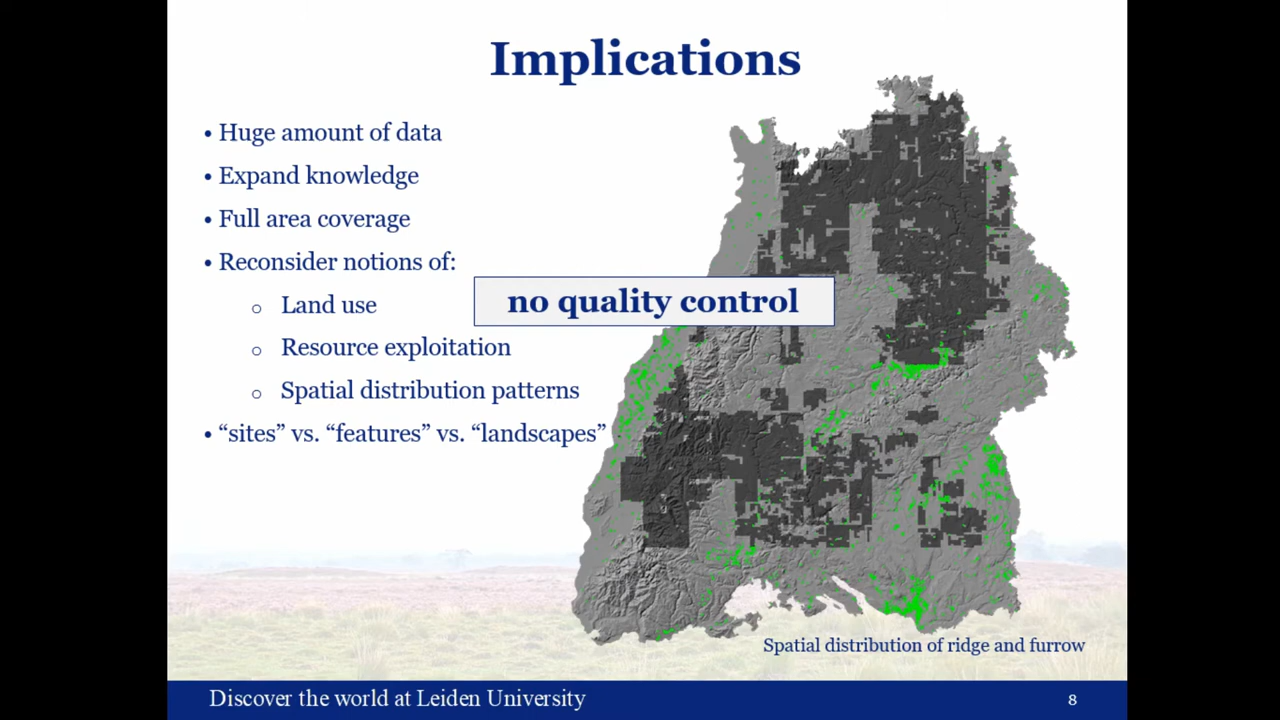 Implications
• Huge amount of data
• Expand knowledge
• Full area coverage
• Reconsider notions of:
o Land use
o Resource exploitation
o Spatial distribution patterns
• “sites” vs. “features” vs. “landscapes”
no quality control
Spatial distribution of ridge and furrow
Discover the world at Leiden University
8